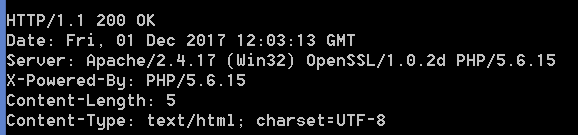 HTTP/1.1 200 OK
Date: Fri, 01 Dec 2017 12:03:13 GMT
Server: Apache/2.4.17 (Win32) OpenSSL/1.0.2d PHP/5.6.15
X-Powered-By: PHP/5.6.15
Content-Length: 5
Content-Type: text/html; charset=UTF-8